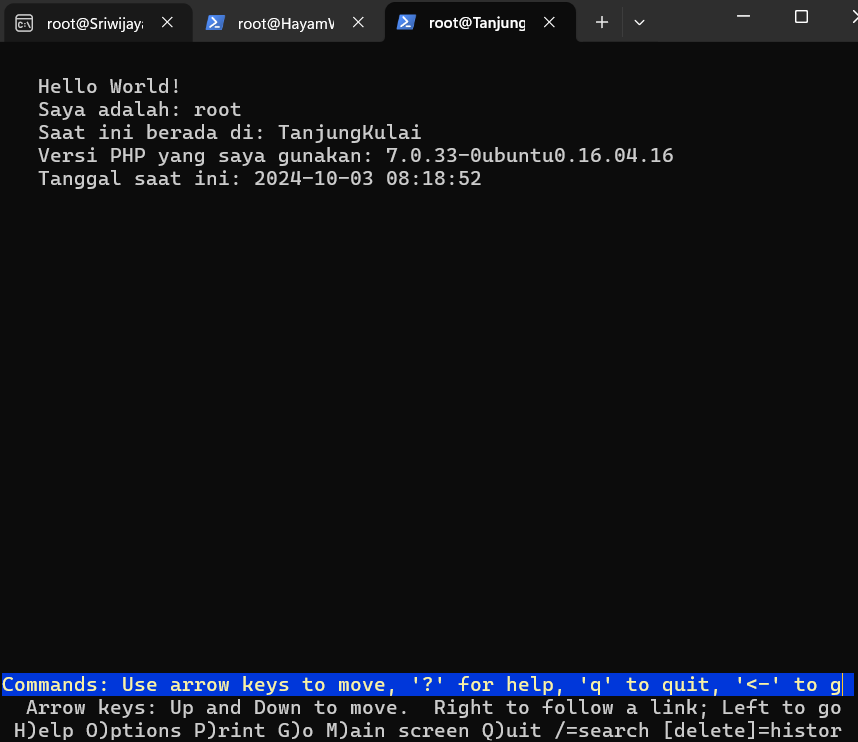 root@Sriwijaya
root@HayamW
root@Tanjung
Hello World!
Saya adalah: root
Saat ini berada di: TanjungKulai
Versi PHP yang saya gunakan: 7.0.33-0ubuntu0.16.04.16
Tanggal saat ini: 2024-10-03 08:18:52
Commands: Use arrow keys to move, '?' for help, 'q' to quit, '<-' to g
Arrow keys: Up and Down to move.  Right to follow a link; Left to go
H)elp O)ptions P)rint G)o M)ain screen Q)uit /=search [delete]=histor